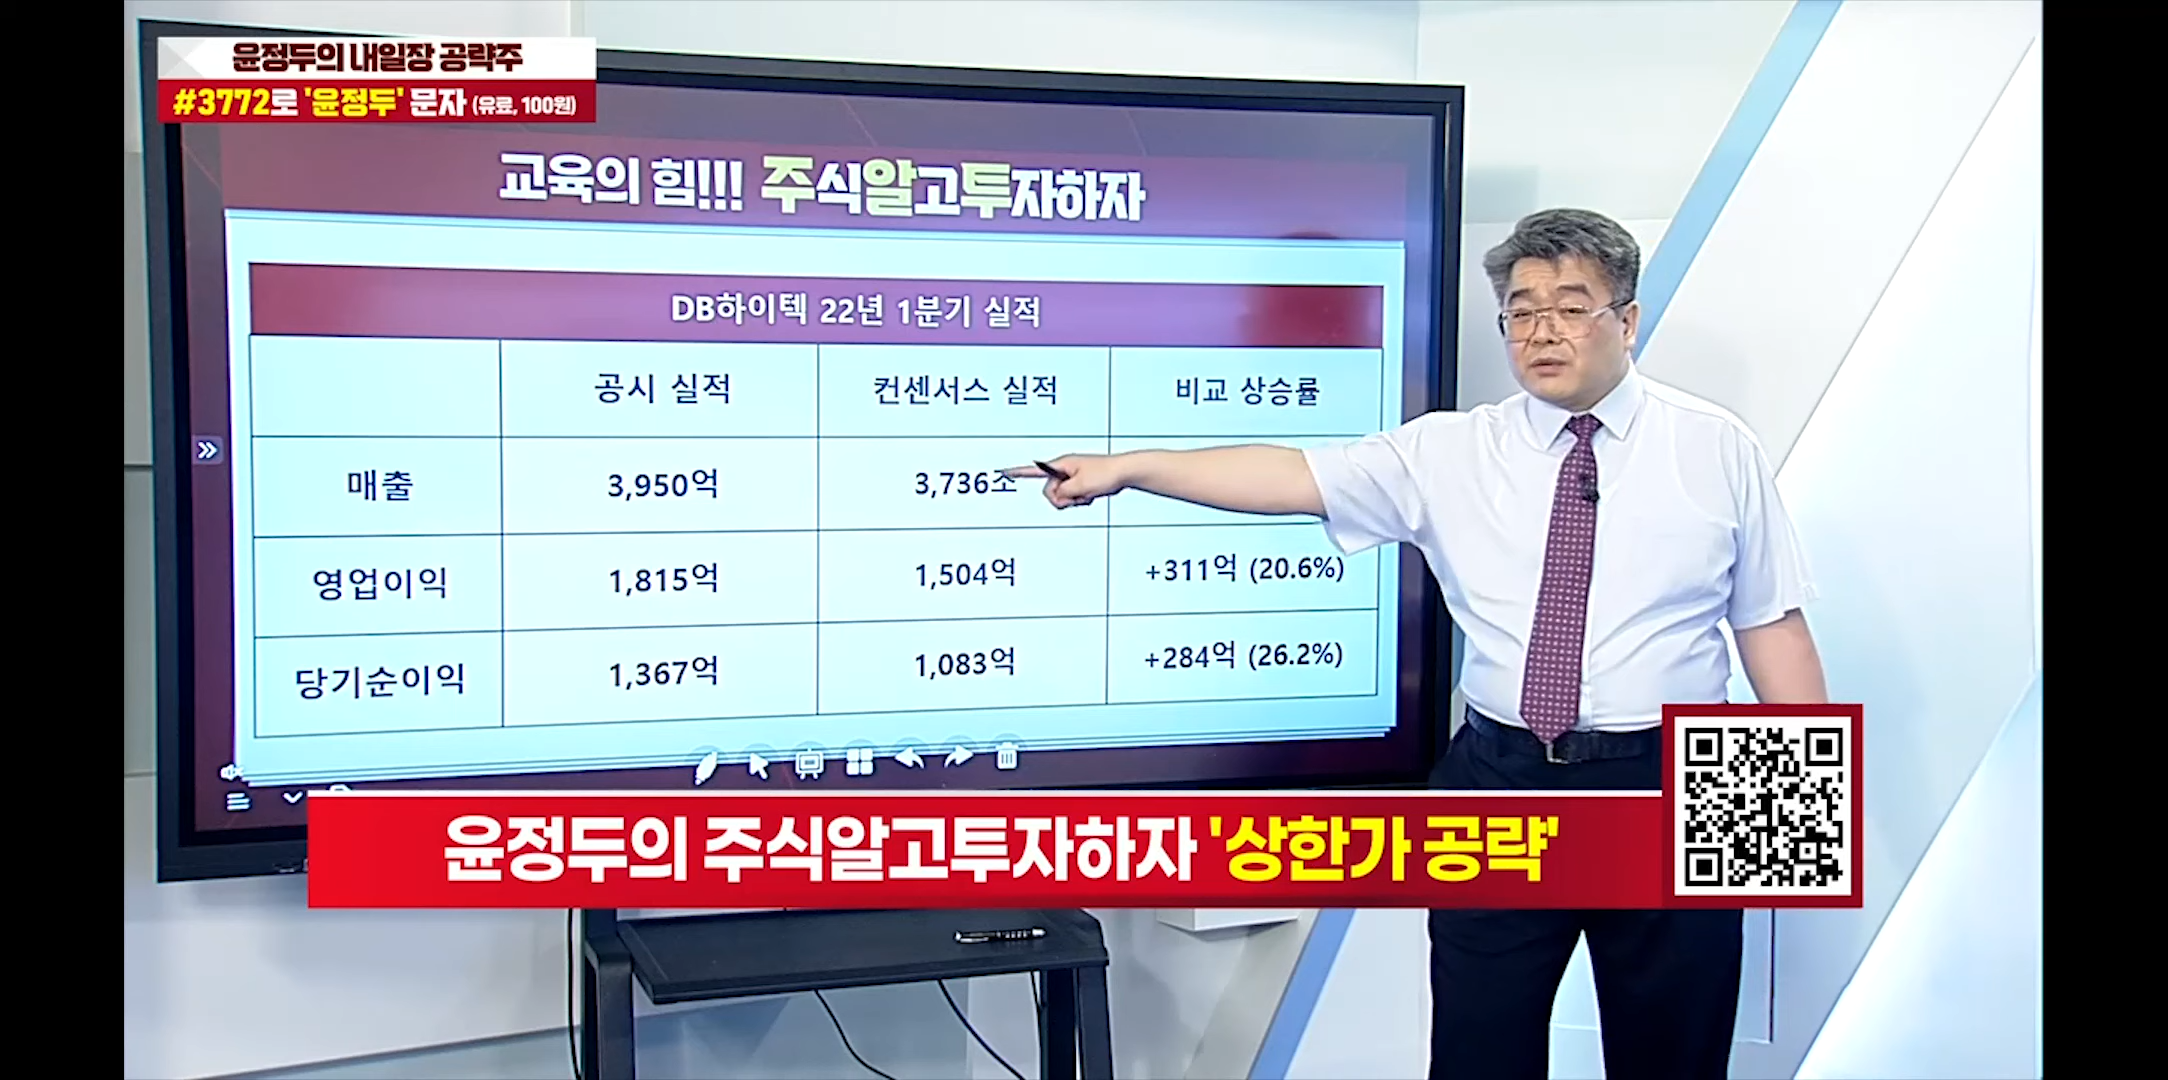 윤정두의 내일장 공략주
#3772로 '윤정두' 문자 (유료, 100원)
교육의 힘!!! 주식알고투자하자
DB하이텍 22년 1분기 실적
공시 실적 컨센서스 실적 비교 상승률
매출 3,950억 3,736조
영업이익 1,815억 1,504억 +311억 (20.6%)
당기순이익 1,367억 1,083억 +284억 (26.2%)
윤정두의 주식알고투자하자 '상한가 공략'